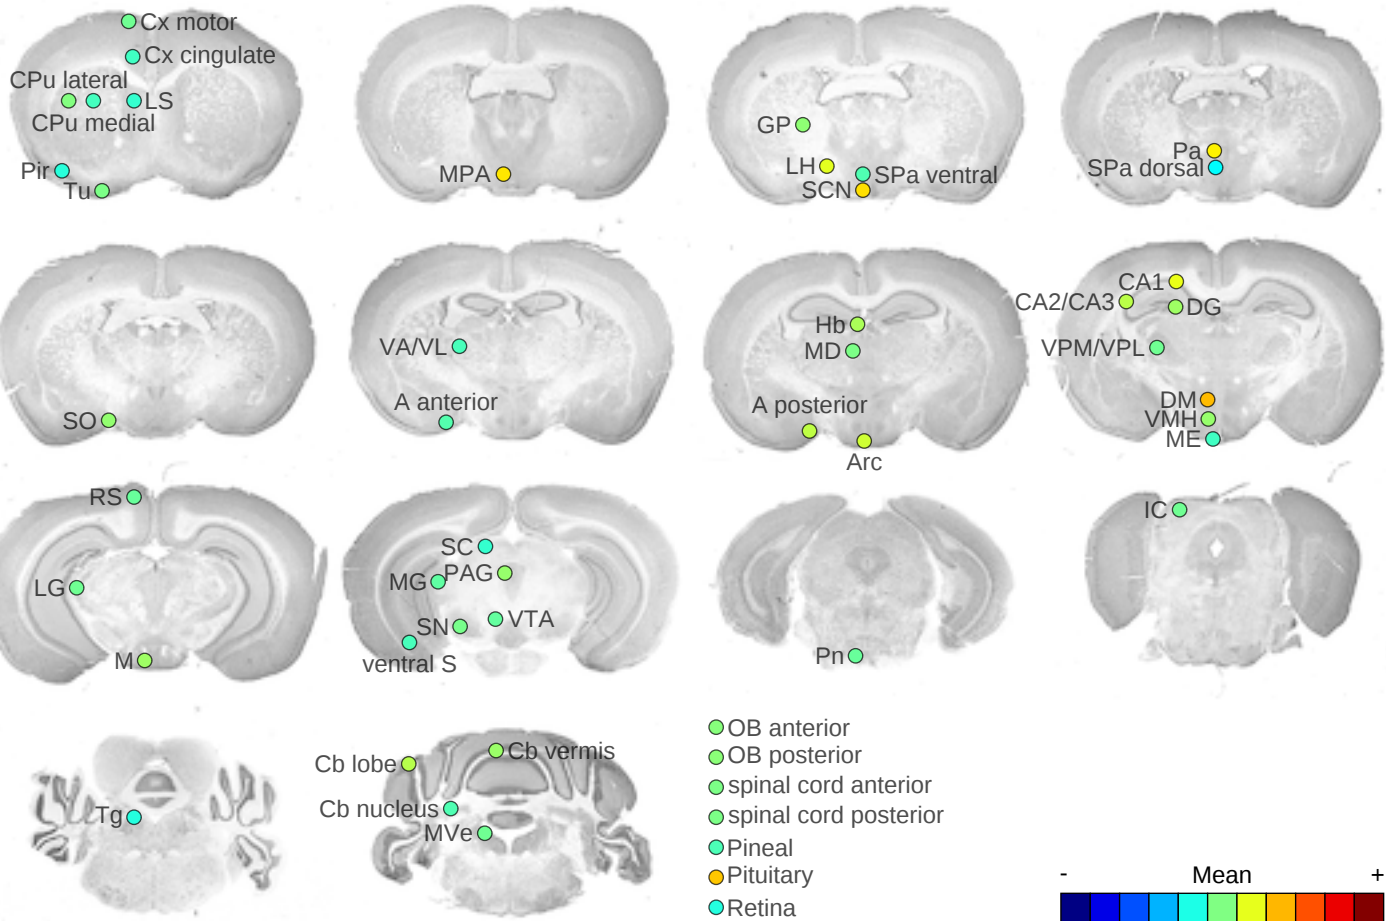 Cx motor
Cx cingulate
CPu lateral
LS
CPu medial
Pir
Tu
MPA
GP
LH
SPa ventral
SCN
Pa
SPa dorsal
SO
VA/VL
A anterior
Hb
MD
A posterior
Arc
CA1
CA2/CA3
DG
VPM/VPL
DM
VMH
ME
RS
LG
M
SC
MG
PAG
SN
VTA
ventral S
Pn
IC
Tg
Cb lobe
Cb vermis
Cb nucleus
MVe
OB anterior
OB posterior
spinal cord anterior
spinal cord posterior
Pineal
Pituitary
Retina
- Mean +